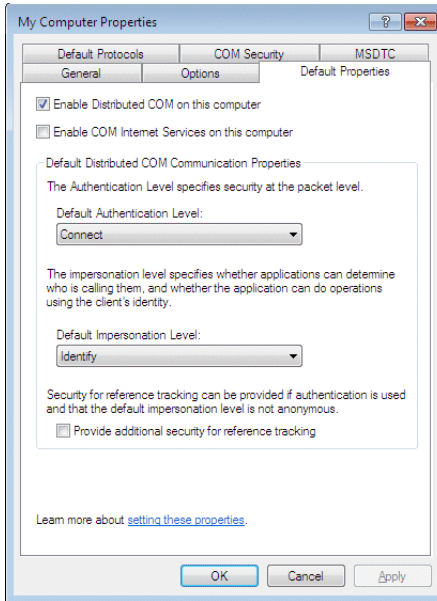 My Computer Properties
Default Protocols COM Security MSDTC
General Options Default Properties
Enable Distributed COM on this computer
Enable COM Internet Services on this computer
Default Distributed COM Communication Properties
The Authentication Level specifies security at the packet level.
Default Authentication Level:
Connect
The impersonation level specifies whether applications can determine
who is calling them, and whether the application can do operations
using the client's identity.
Default Impersonation Level:
Identify
Security for reference tracking can be provided if authentication is used
and that the default impersonation level is not anonymous.
Provide additional security for reference tracking
Learn more about setting these properties.
OK Cancel Apply